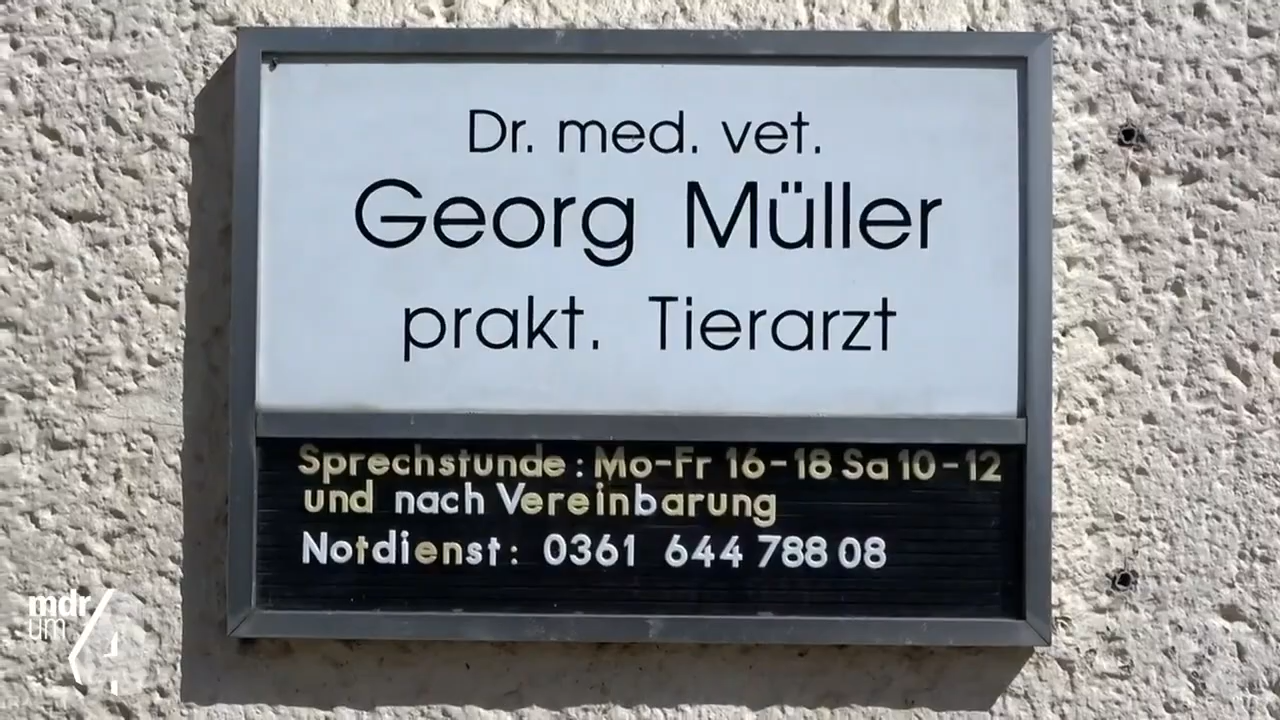 Dr. med. vet.
Georg Müller
prakt. Tierarzt
Sprechstunde: Mo-Fr 16-18 Sa 10-12
und nach Vereinbarung
Notdienst: 0361 644 788 08
mdr
um 4